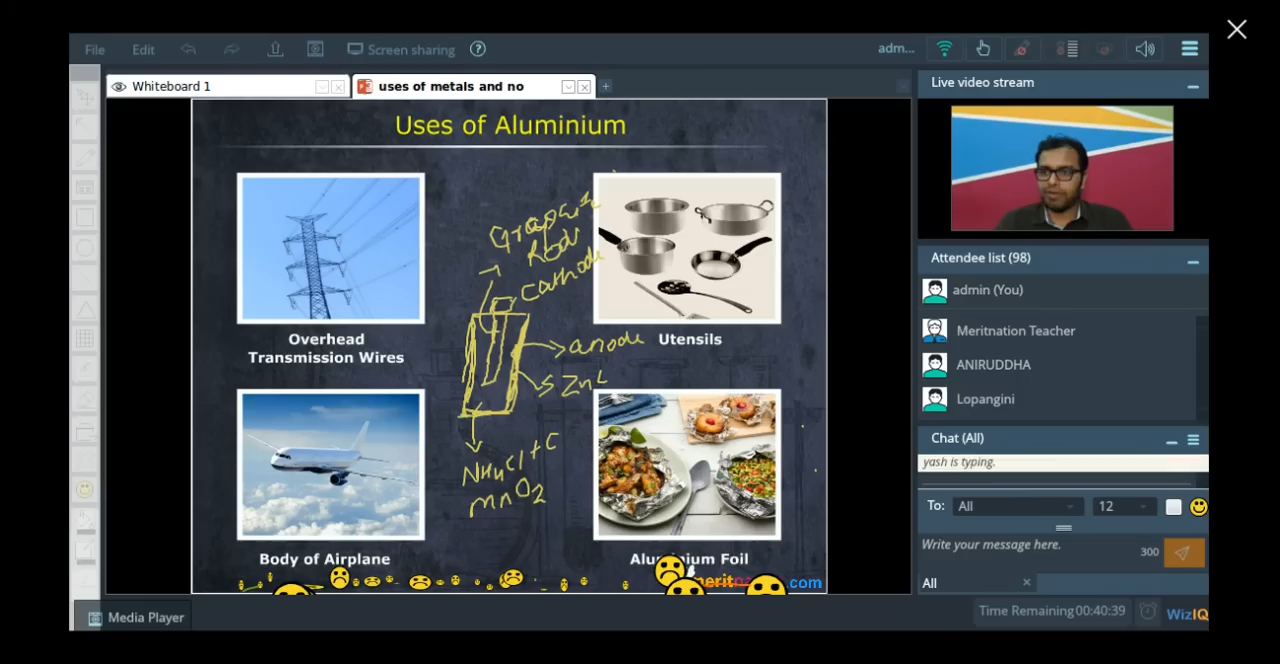 File Edit Screen sharing ? adm...
Whiteboard 1
uses of metals and no
Uses of Aluminium
Graphite
Rod
Cathode
Overhead
Transmission Wires
anode
Utensils
Zn
NH4Cl + C
MnO2
Body of Airplane
Aluminium Foil
.com
Media Player
Live video stream
Attendee list (98)
admin (You)
Meritnation Teacher
ANIRUDDHA
Lopangini
Chat (All)
yash is typing.
To: All 12
Write your message here.
300
All
Time Remaining00:40:39
WizIQ